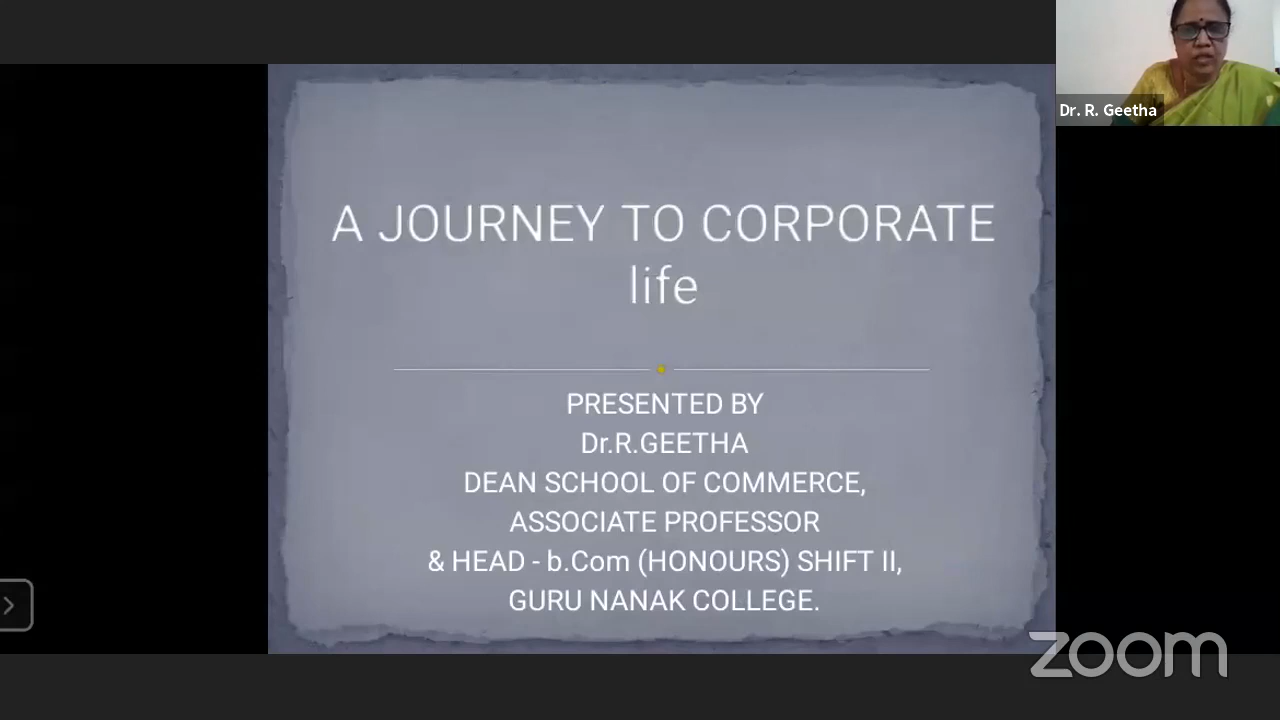 Dr. R. Geetha
A JOURNEY TO CORPORATE
life
PRESENTED BY
Dr.R.GEETHA
DEAN SCHOOL OF COMMERCE,
ASSOCIATE PROFESSOR
& HEAD - b.Com (HONOURS) SHIFT II,
GURU NANAK COLLEGE.
zoom